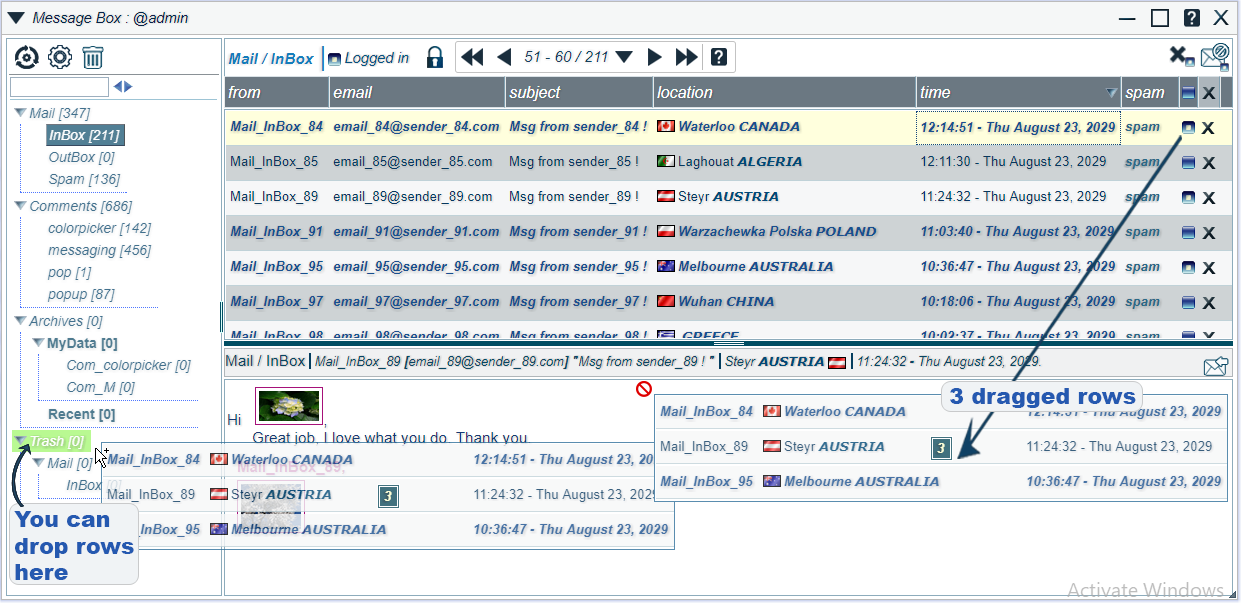 Message Box : @admin
Mail / InBox Logged in 51 - 60 / 211 ?
from email subject location time spam X
Mail [347]
InBox [211]
OutBox [0]
Spam [136]
Comments [686]
colorpicker [142]
messaging [456]
pop [1]
popup [87]
Archives [0]
MyData [0]
Com_colorpicker [0]
Com_M [0]
Recent [0]
Trash [0]
Mail [0]
InBox [0]
You can
drop rows
here
Mail_InBox_84 email_84@sender_84.com Msg from sender_84 ! Waterloo CANADA 12:14:51 - Thu August 23, 2029 spam X
Mail_InBox_85 email_85@sender_85.com Msg from sender_85 ! Laghouat ALGERIA 12:11:30 - Thu August 23, 2029 spam X
Mail_InBox_89 email_89@sender_89.com Msg from sender_89 ! Steyr AUSTRIA 11:24:32 - Thu August 23, 2029 spam X
Mail_InBox_91 email_91@sender_91.com Msg from sender_91 ! Warzachewka Polska POLAND 11:03:40 - Thu August 23, 2029 spam X
Mail_InBox_95 email_95@sender_95.com Msg from sender_95 ! Melbourne AUSTRALIA 10:36:47 - Thu August 23, 2029 spam X
Mail_InBox_97 email_97@sender_97.com Msg from sender_97 ! Wuhan CHINA 10:18:06 - Thu August 23, 2029 spam X
Mail_InBox_98 email_98@sender_98.com Msg from sender_98 ! GREECE 10:02:37 - Thu August 23, 2029 spam X
Mail / InBox Mail_InBox_89 [email_89@sender_89.com] "Msg from sender_89 ! " Steyr AUSTRIA 11:24:32 - Thu August 23, 2029.
Hi ,
Great job, I love what you do. Thank you
Mail_InBox_89,
3 dragged rows
Mail_InBox_84 Waterloo CANADA 12:14:51 - Thu August 23, 2029
Mail_InBox_89 Steyr AUSTRIA 3 11:24:32 - Thu August 23, 2029
Mail_InBox_95 Melbourne AUSTRALIA 10:36:47 - Thu August 23, 2029
Mail_InBox_84 Waterloo CANADA 12:14:51 - Thu August 23, 20
Mail_InBox_89 Steyr AUSTRIA 3 11:24:32 - Thu August 23, 202
_InBox_95 Melbourne AUSTRALIA 10:36:47 - Thu August 23, 2029
Activate Windows